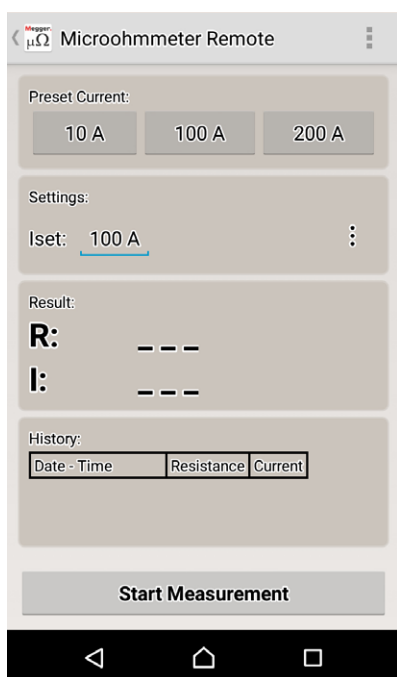 Megger.
μΩ Microohmmeter Remote
Preset Current:
10 A 100 A 200 A
Settings:
Iset: 100 A
Result:
R: _ _ _
I: _ _ _
History:
Date - Time Resistance Current
Start Measurement